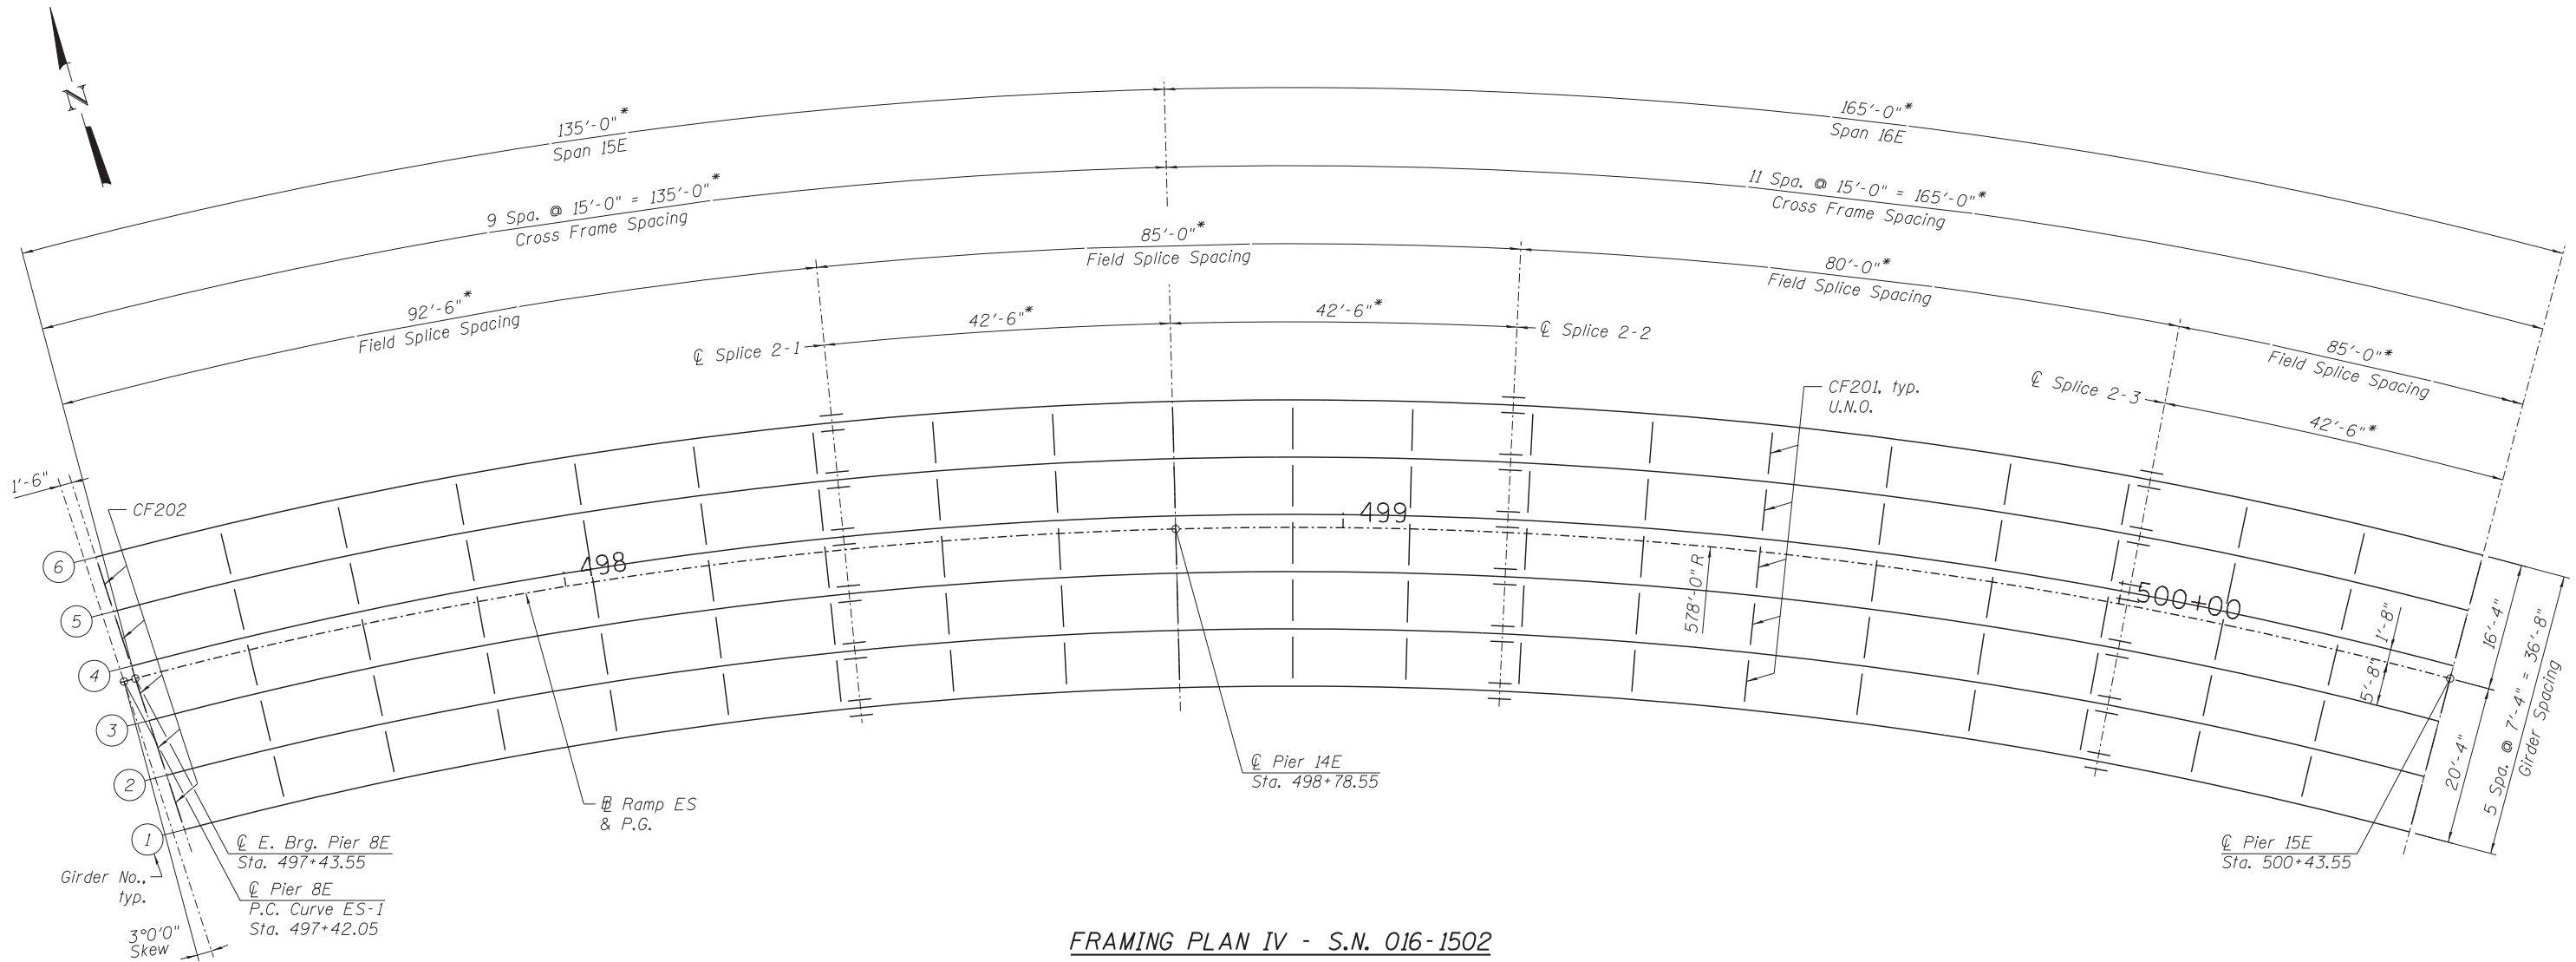 N
135'-0"*
Span 15E
165'-0"*
Span 16E
9 Spa. @ 15'-0" = 135'-0"*
Cross Frame Spacing
11 Spa. @ 15'-0" = 165'-0"*
Cross Frame Spacing
92'-6"*
Field Splice Spacing
85'-0"*
Field Splice Spacing
80'-0"*
Field Splice Spacing
85'-0"*
Field Splice Spacing
℄ Splice 2-1
42'-6"*
42'-6"*
℄ Splice 2-2
℄ Splice 2-3
42'-6"*
CF201, typ.
U.N.O.
1'-6"
CF202
498
499
500+00
578'-0" R
6
5
4
3
2
1
Girder No.,
typ.
3°0'0"
Skew
℄ E. Brg. Pier 8E
Sta. 497+43.55
℄ Pier 8E
P.C. Curve ES-1
Sta. 497+42.05
℄ Ramp ES
& P.G.
℄ Pier 14E
Sta. 498+78.55
℄ Pier 15E
Sta. 500+43.55
1'-8"
5'-8"
16'-4"
20'-4"
5 Spa. @ 7'-4" = 36'-8"
Girder Spacing
FRAMING PLAN IV - S.N. 016-1502